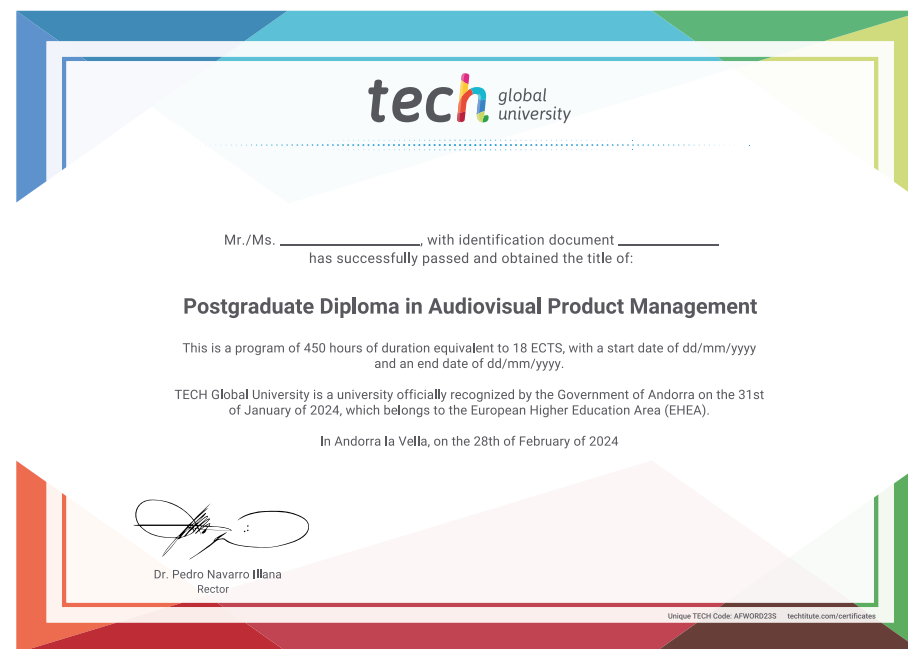 tech global
university
Mr./Ms. ____________________, with identification document ______________
has successfully passed and obtained the title of:
Postgraduate Diploma in Audiovisual Product Management
This is a program of 450 hours of duration equivalent to 18 ECTS, with a start date of dd/mm/yyyy
and an end date of dd/mm/yyyy.
TECH Global University is a university officially recognized by the Government of Andorra on the 31st
of January of 2024, which belongs to the European Higher Education Area (EHEA).
In Andorra la Vella, on the 28th of February of 2024
Dr. Pedro Navarro Illana
Rector
Unique TECH Code: AFWORD23S techtitute.com/certificates